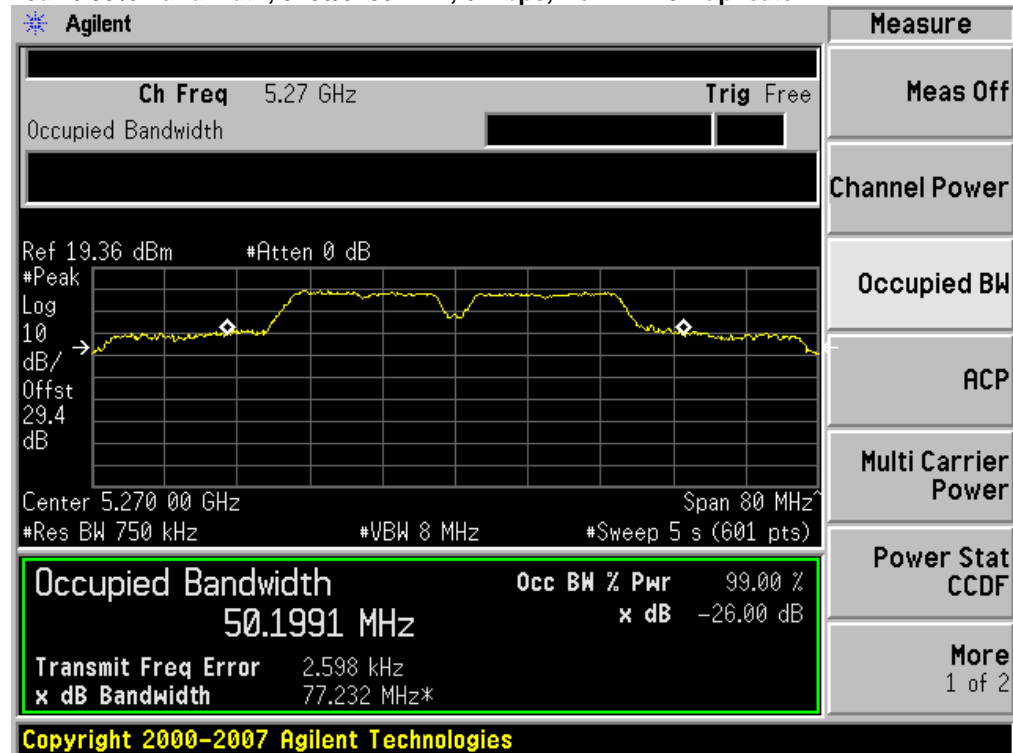 Agilent
Measure
Ch Freq 5.27 GHz
Trig Free
Occupied Bandwidth
Meas Off
Channel Power
Occupied BW
ACP
Multi Carrier
Power
Power Stat
CCDF
More
1 of 2
Ref 19.36 dBm
#Atten 0 dB
#Peak
Log
10
dB/
Offst
29.4
dB
Center 5.270 00 GHz
Span 80 MHz^
#Res BW 750 kHz
#VBW 8 MHz
#Sweep 5 s (601 pts)
Occupied Bandwidth
50.1991 MHz
Occ BW % Pwr 99.00 %
x dB -26.00 dB
Transmit Freq Error 2.598 kHz
x dB Bandwidth 77.232 MHz*
Copyright 2000-2007 Agilent Technologies